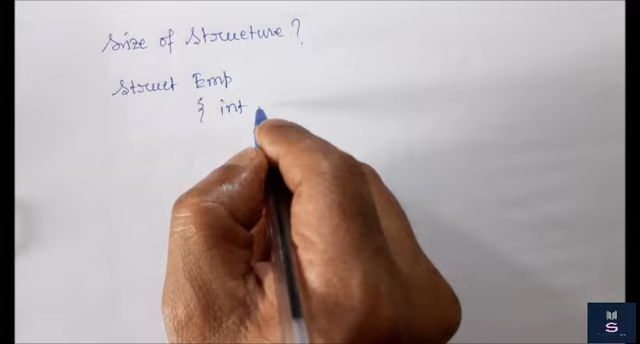 Size of Structure?
Struct Emp
{ int
S